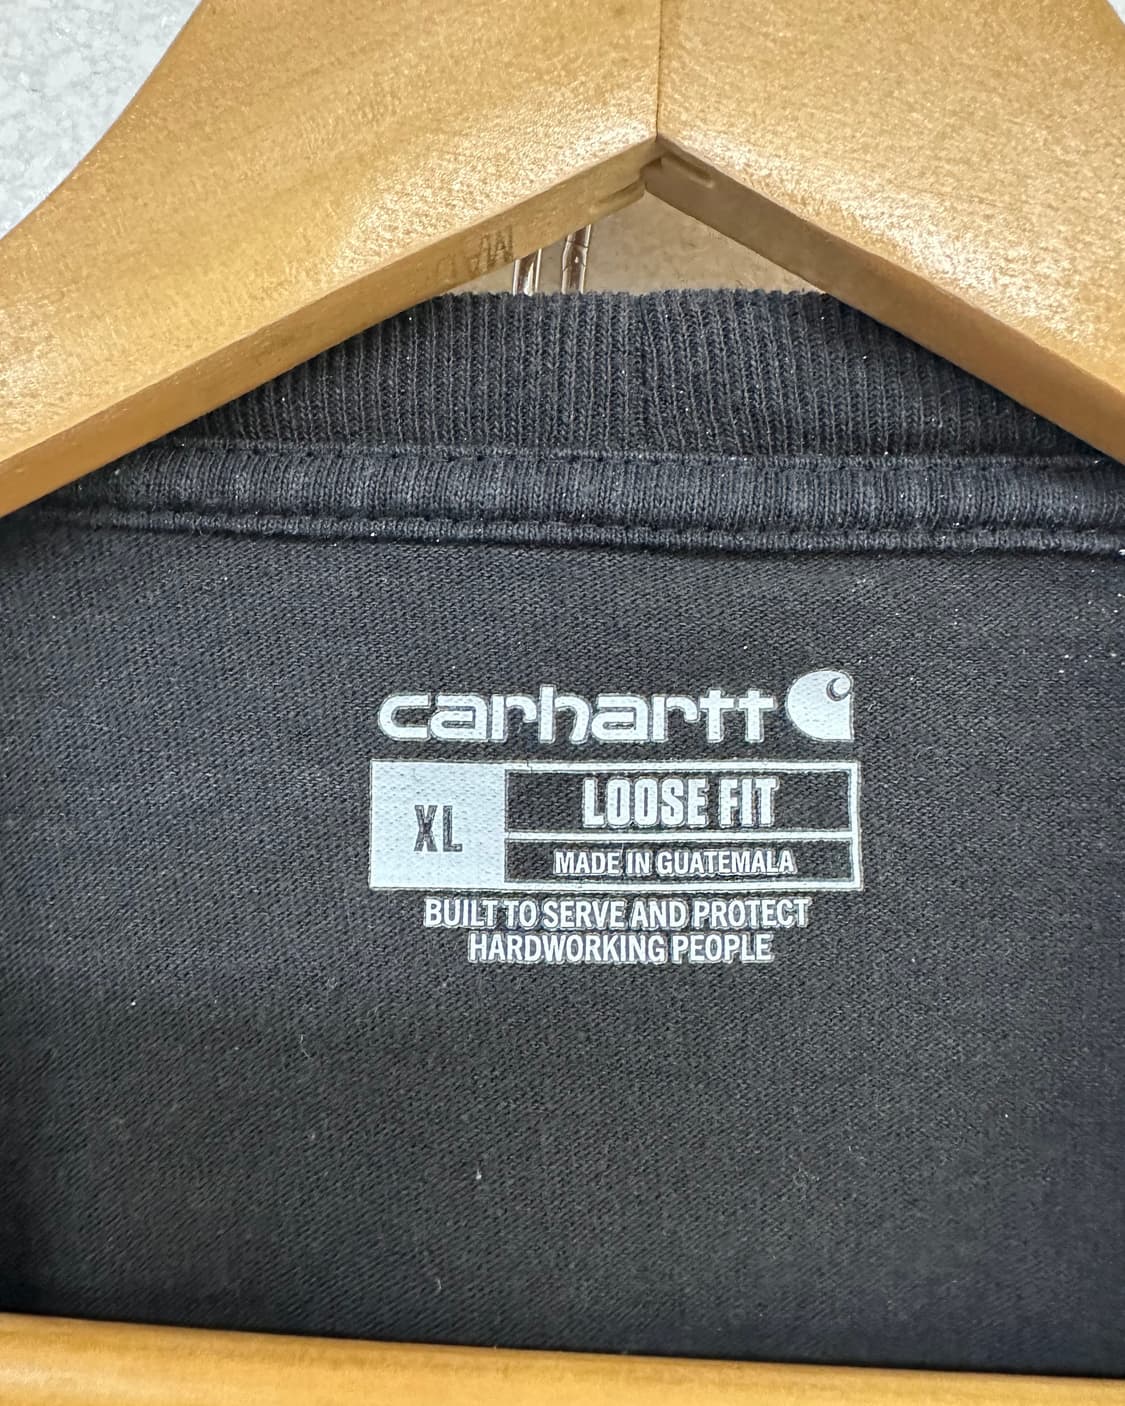 carhartt
XL
LOOSE FIT
MADE IN GUATEMALA
BUILT TO SERVE AND PROTECT
HARDWORKING PEOPLE